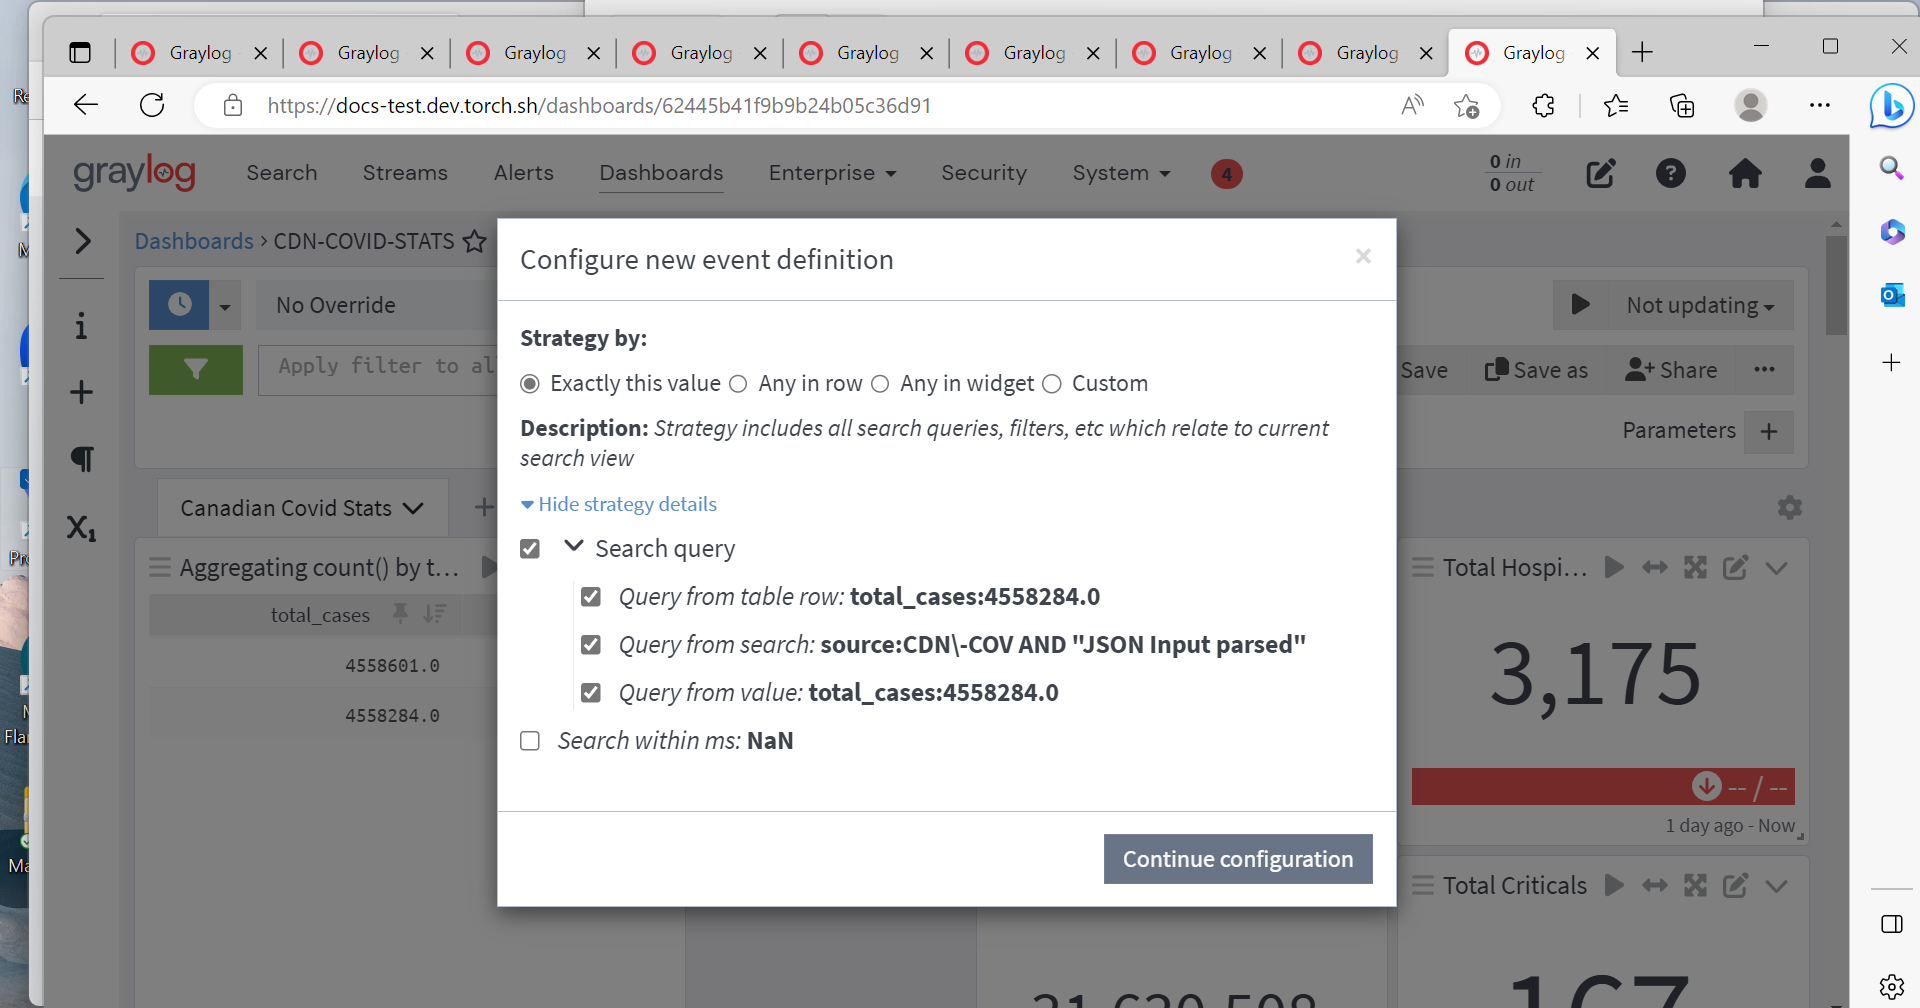 Graylog
Graylog
Graylog
Graylog
Graylog
Graylog
Graylog
Graylog
Graylog
https://docs-test.dev.torch.sh/dashboards/62445b41f9b9b24b05c36d91
graylog
Search
Streams
Alerts
Dashboards
Enterprise
Security
System
4
0 in
0 out
Dashboards > CDN-COVID-STATS
No Override
Not updating
Apply filter to al
Save
Save as
Share
Parameters
Canadian Covid Stats
Aggregating count() by t...
total_cases
4558601.0
4558284.0
Configure new event definition
Strategy by:
Exactly this value
Any in row
Any in widget
Custom
Description: Strategy includes all search queries, filters, etc which relate to current
search view
Hide strategy details
Search query
Query from table row: total_cases:4558284.0
Query from search: source:CDN\-COV AND "JSON Input parsed"
Query from value: total_cases:4558284.0
Search within ms: NaN
Continue configuration
Total Hospi...
3,175
-- / --
1 day ago - Now
Total Criticals